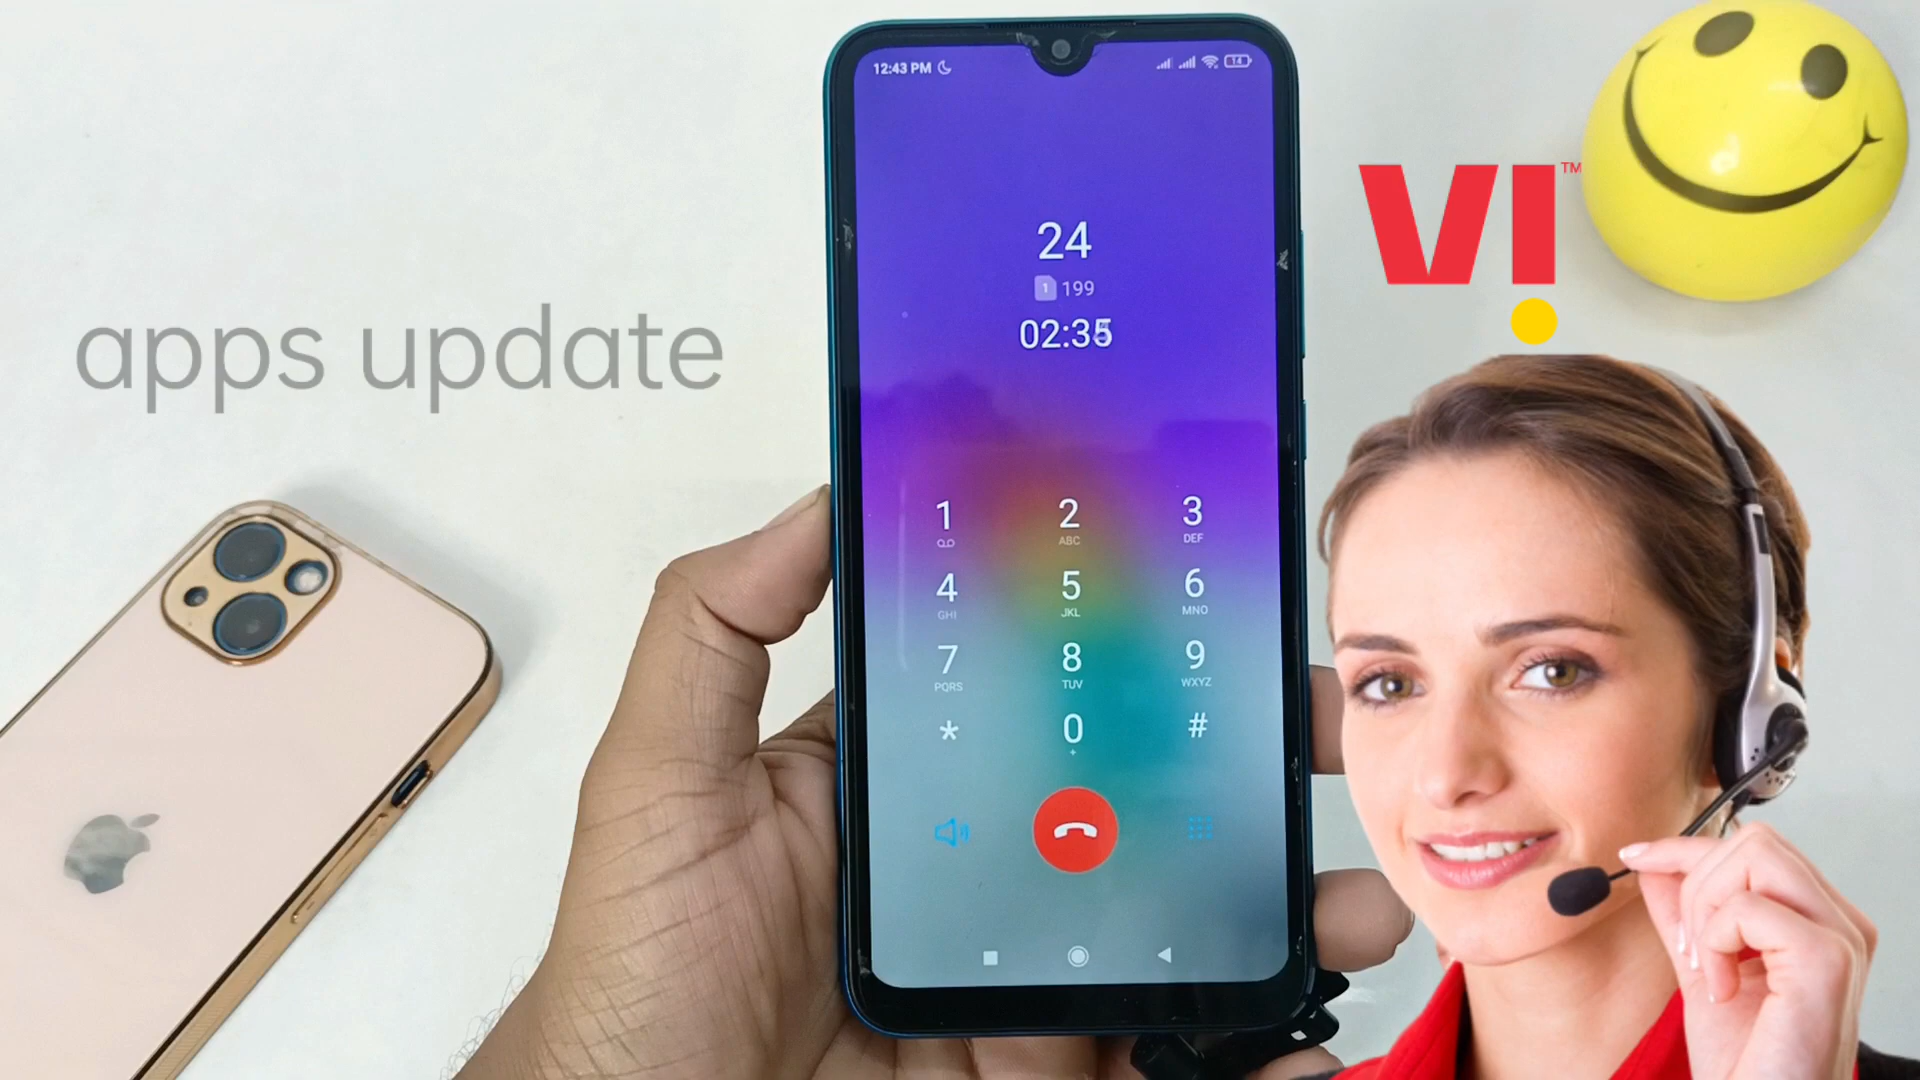 12:43 PM
14
24
1 199
02:35
VI
TM
apps update
1
2
ABC
3
DEF
4
GHI
5
JKL
6
MNO
7
PQRS
8
TUV
9
WXYZ
*
0
+
#